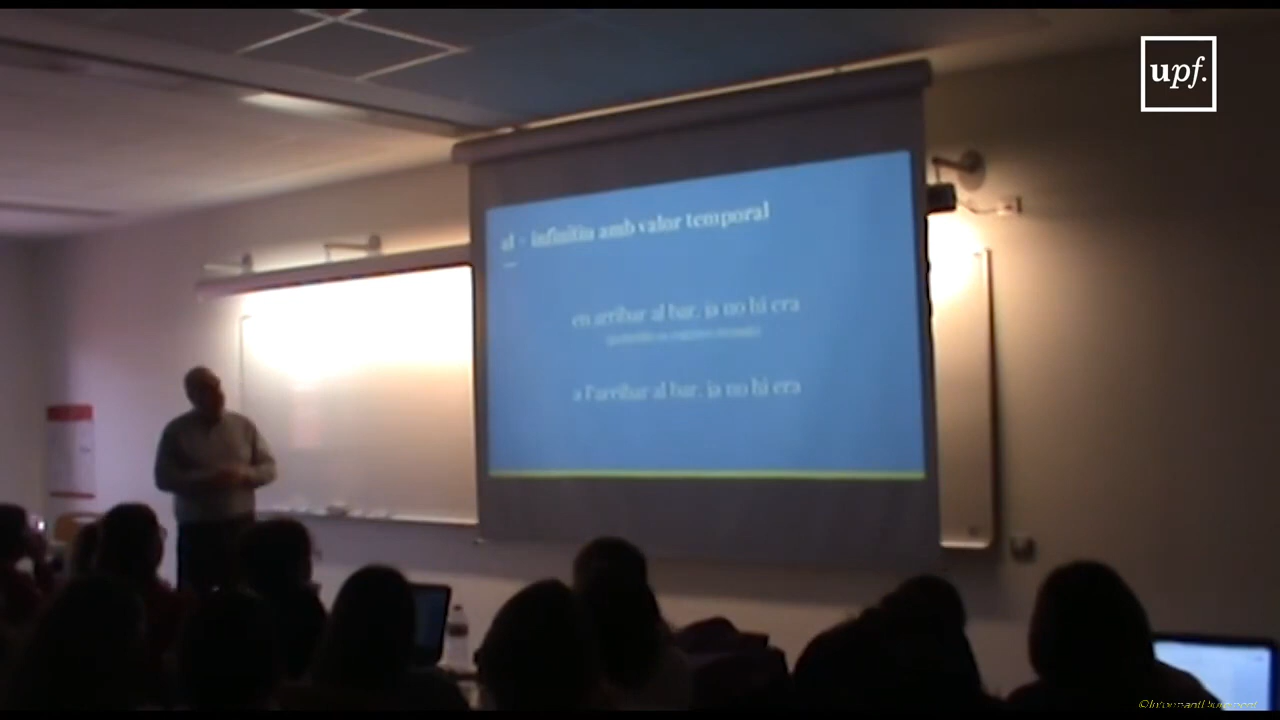 upf.
al + infinitiu amb valor temporal
en arribar al bar, ja no hi era
a l'arribar al bar, ja no hi era